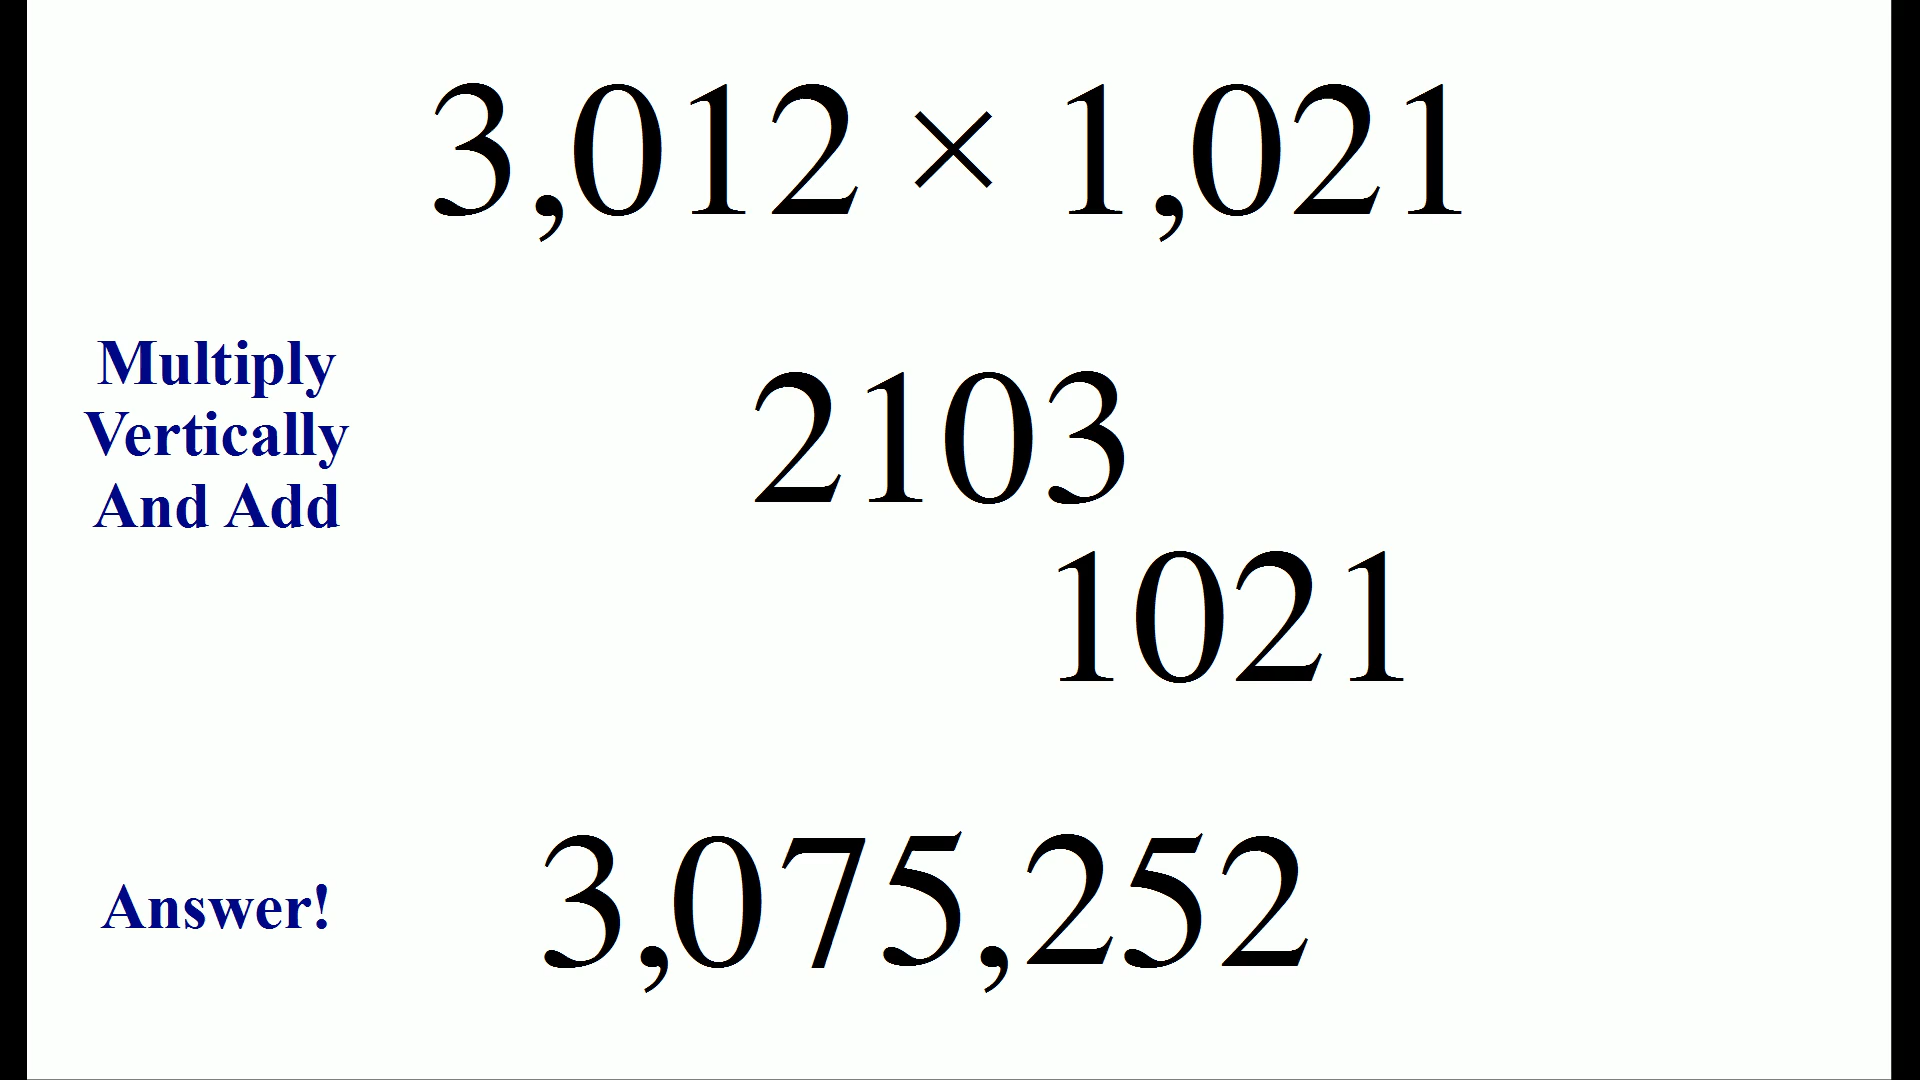 3,012 × 1,021
Multiply
Vertically
And Add
2103
1021
Answer!
3,075,252